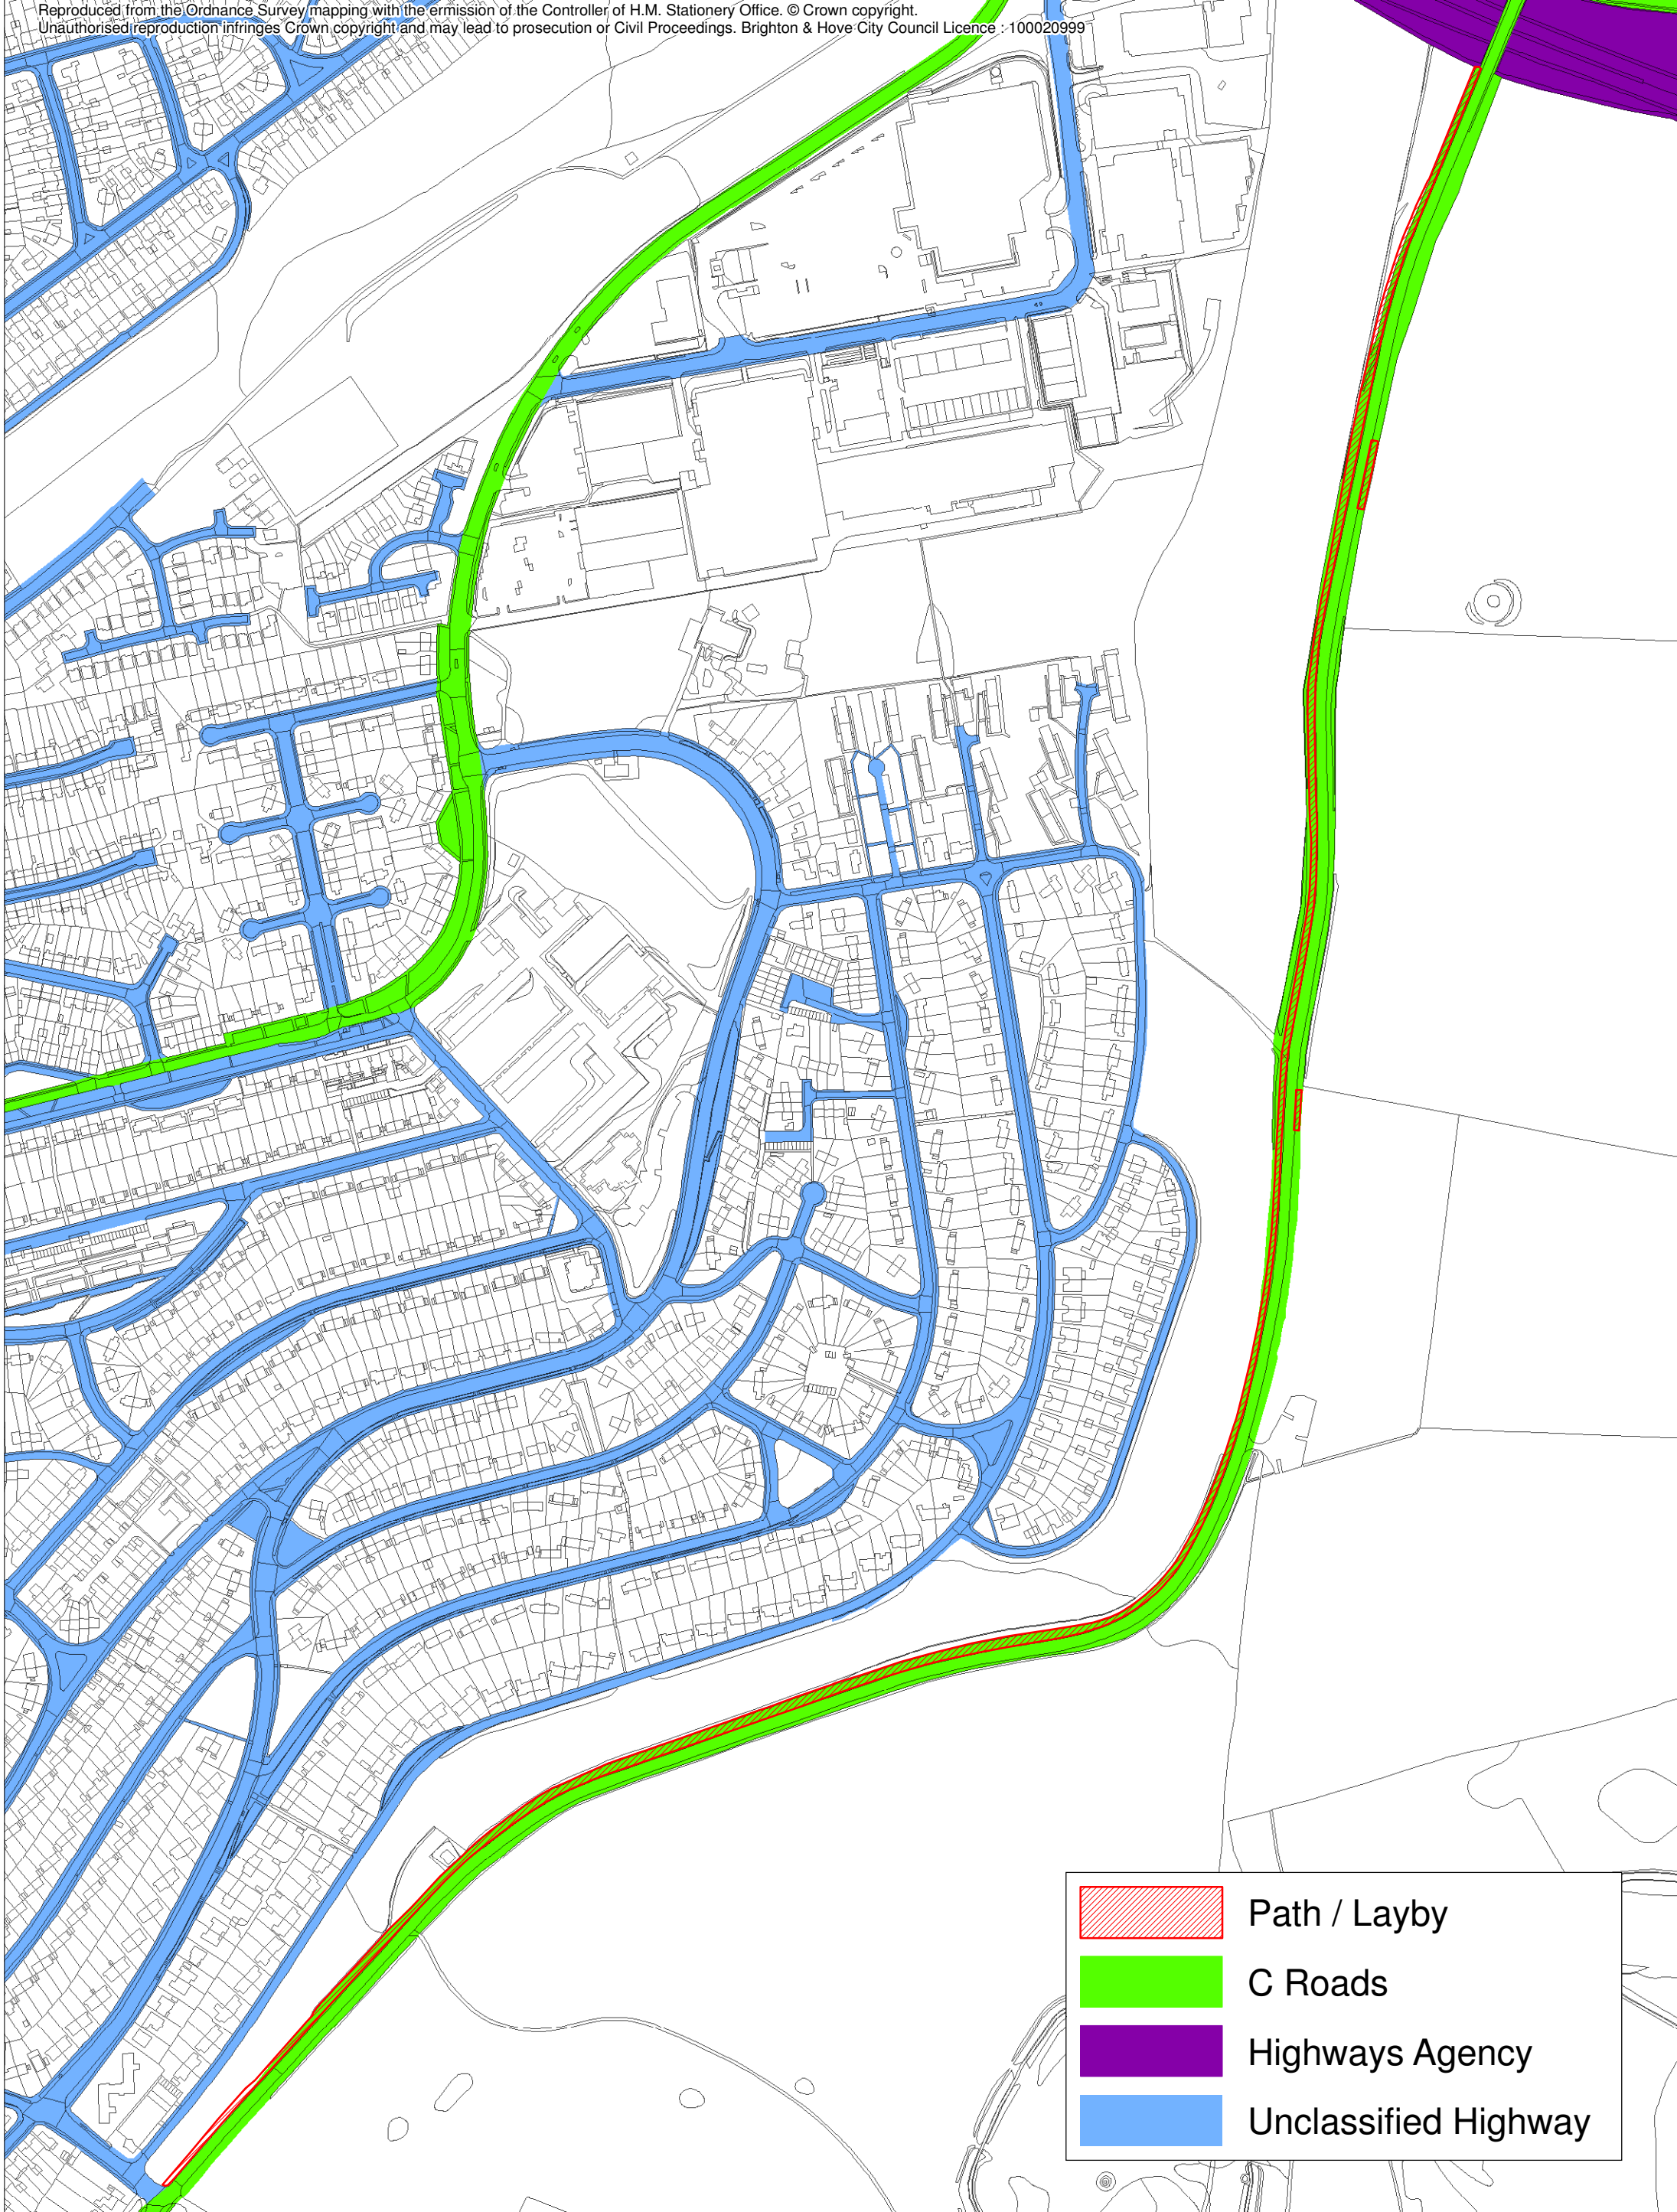 Reproduced from the Ordnance Survey mapping with the ermission of the Controller of H.M. Stationery Office. © Crown copyright.
Unauthorised reproduction infringes Crown copyright and may lead to prosecution or Civil Proceedings. Brighton & Hove City Council Licence : 100020999
Path / Layby
C Roads
Highways Agency
Unclassified Highway